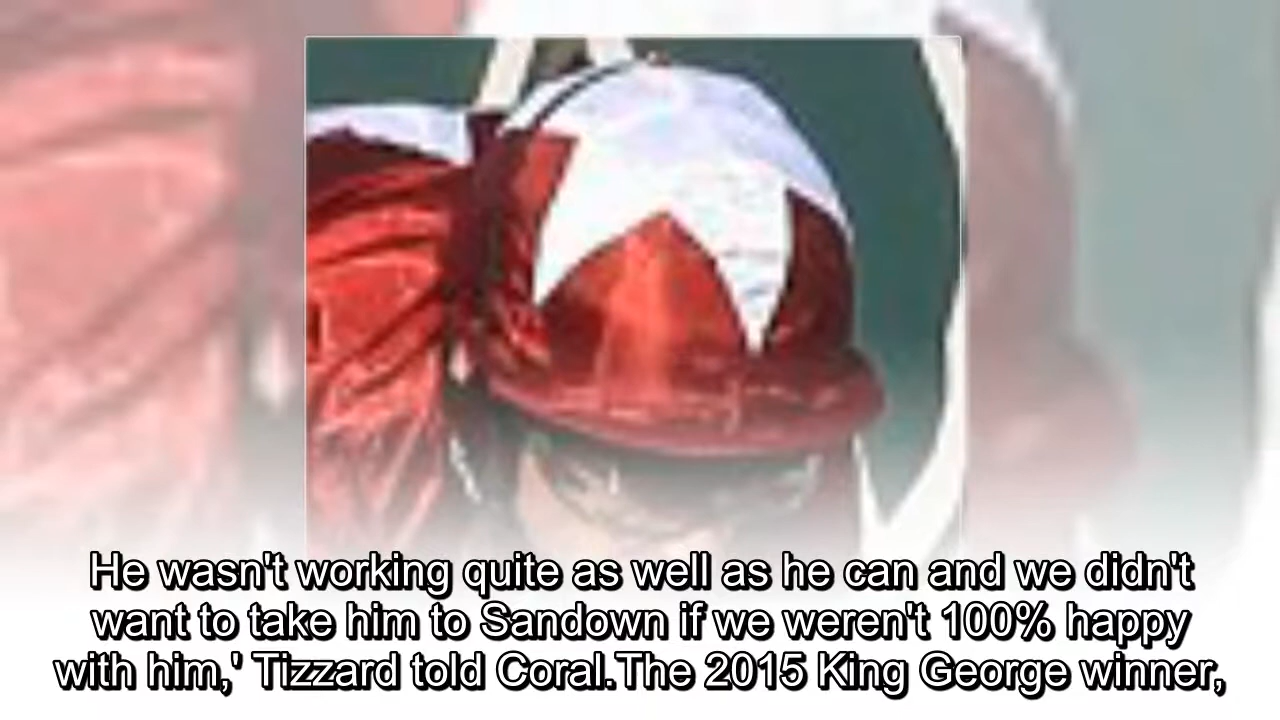 He wasn't working quite as well as he can and we didn't
want to take him to Sandown if we weren't 100% happy
with him,' Tizzard told Coral.The 2015 King George winner,